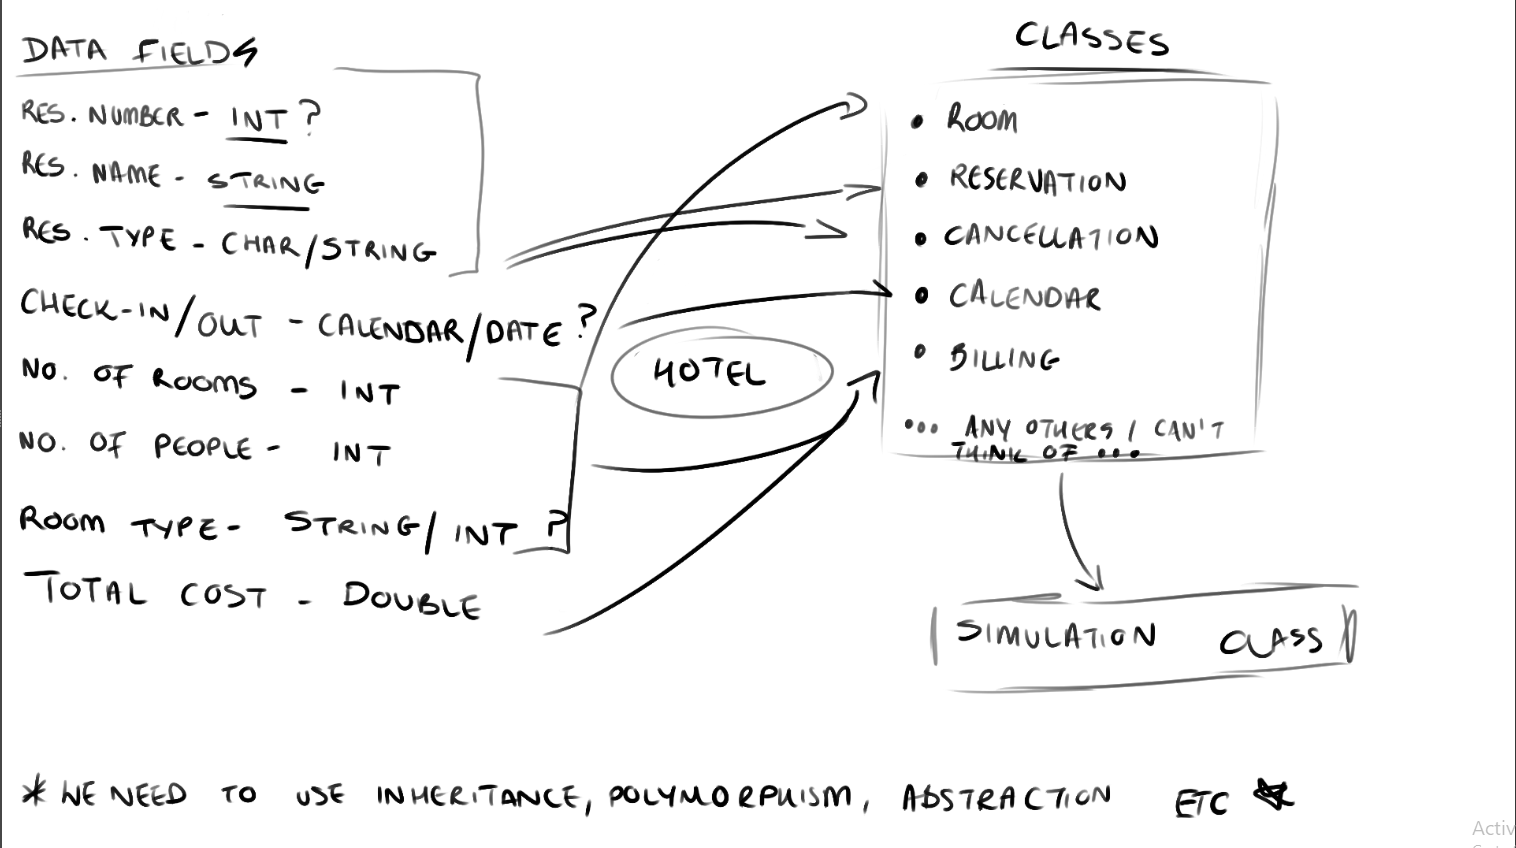 DATA FIELDS
RES. NUMBER - INT ?
RES. NAME - STRING
RES. TYPE - CHAR/STRING
CHECK-IN/OUT - CALENDAR/DATE ?
NO. OF ROOMS - INT
NO. OF PEOPLE - INT
ROOM TYPE - STRING/INT ?
TOTAL COST - DOUBLE
HOTEL
CLASSES
• ROOM
• RESERVATION
• CANCELLATION
• CALENDAR
• BILLING
... ANY OTHERS I CAN'T
THINK OF ...
SIMULATION CLASS
* WE NEED TO USE INHERITANCE, POLYMORPHISM, ABSTRACTION ETC *
Activ